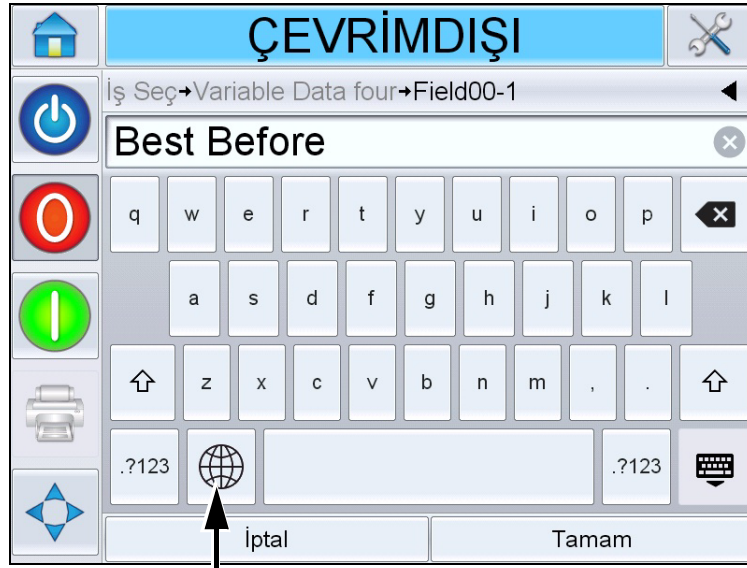 ÇEVRİMDIŞI
İş Seç→Variable Data four→Field00-1
Best Before
q w e r t y u i o p
a s d f g h j k l
z x c v b n m , .
.?123 .?123
İptal Tamam